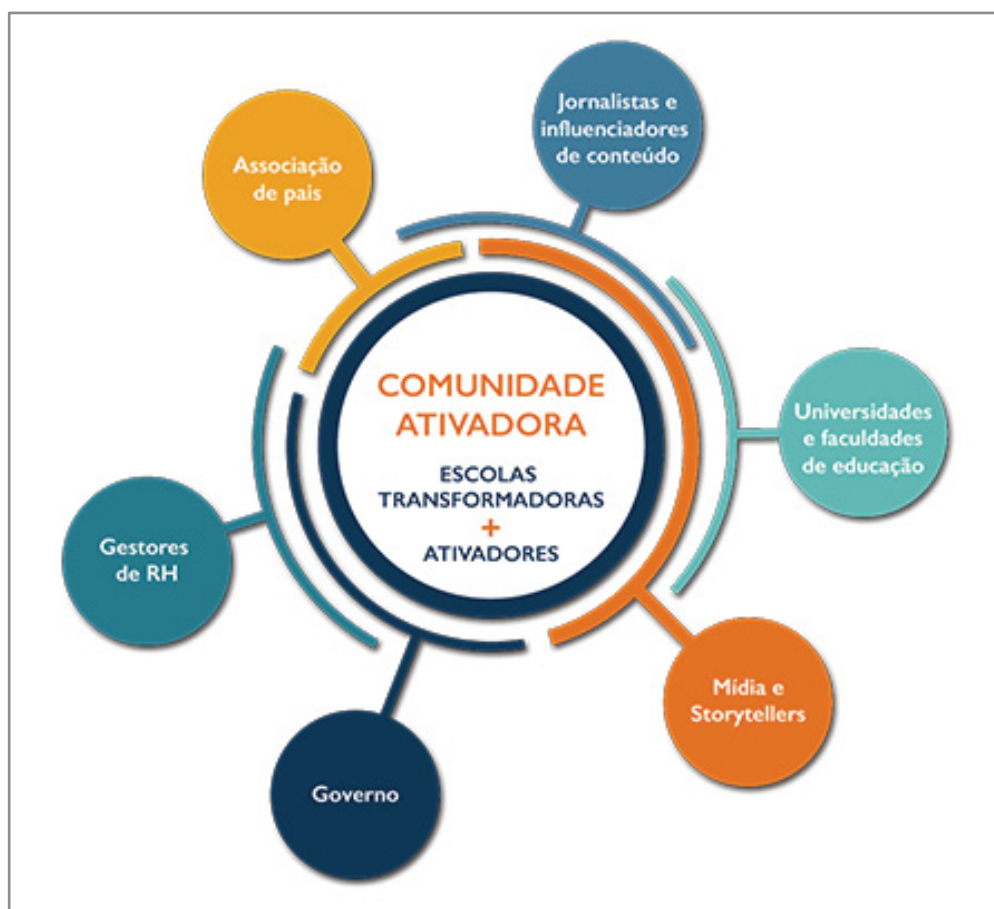 Jornalistas e
influenciadores
de conteúdo
Associação
de pais
COMUNIDADE
ATIVADORA
ESCOLAS
TRANSFORMADORAS
+
ATIVADORES
Universidades
e faculdades
de educação
Gestores
de RH
Mídia e
Storytellers
Governo